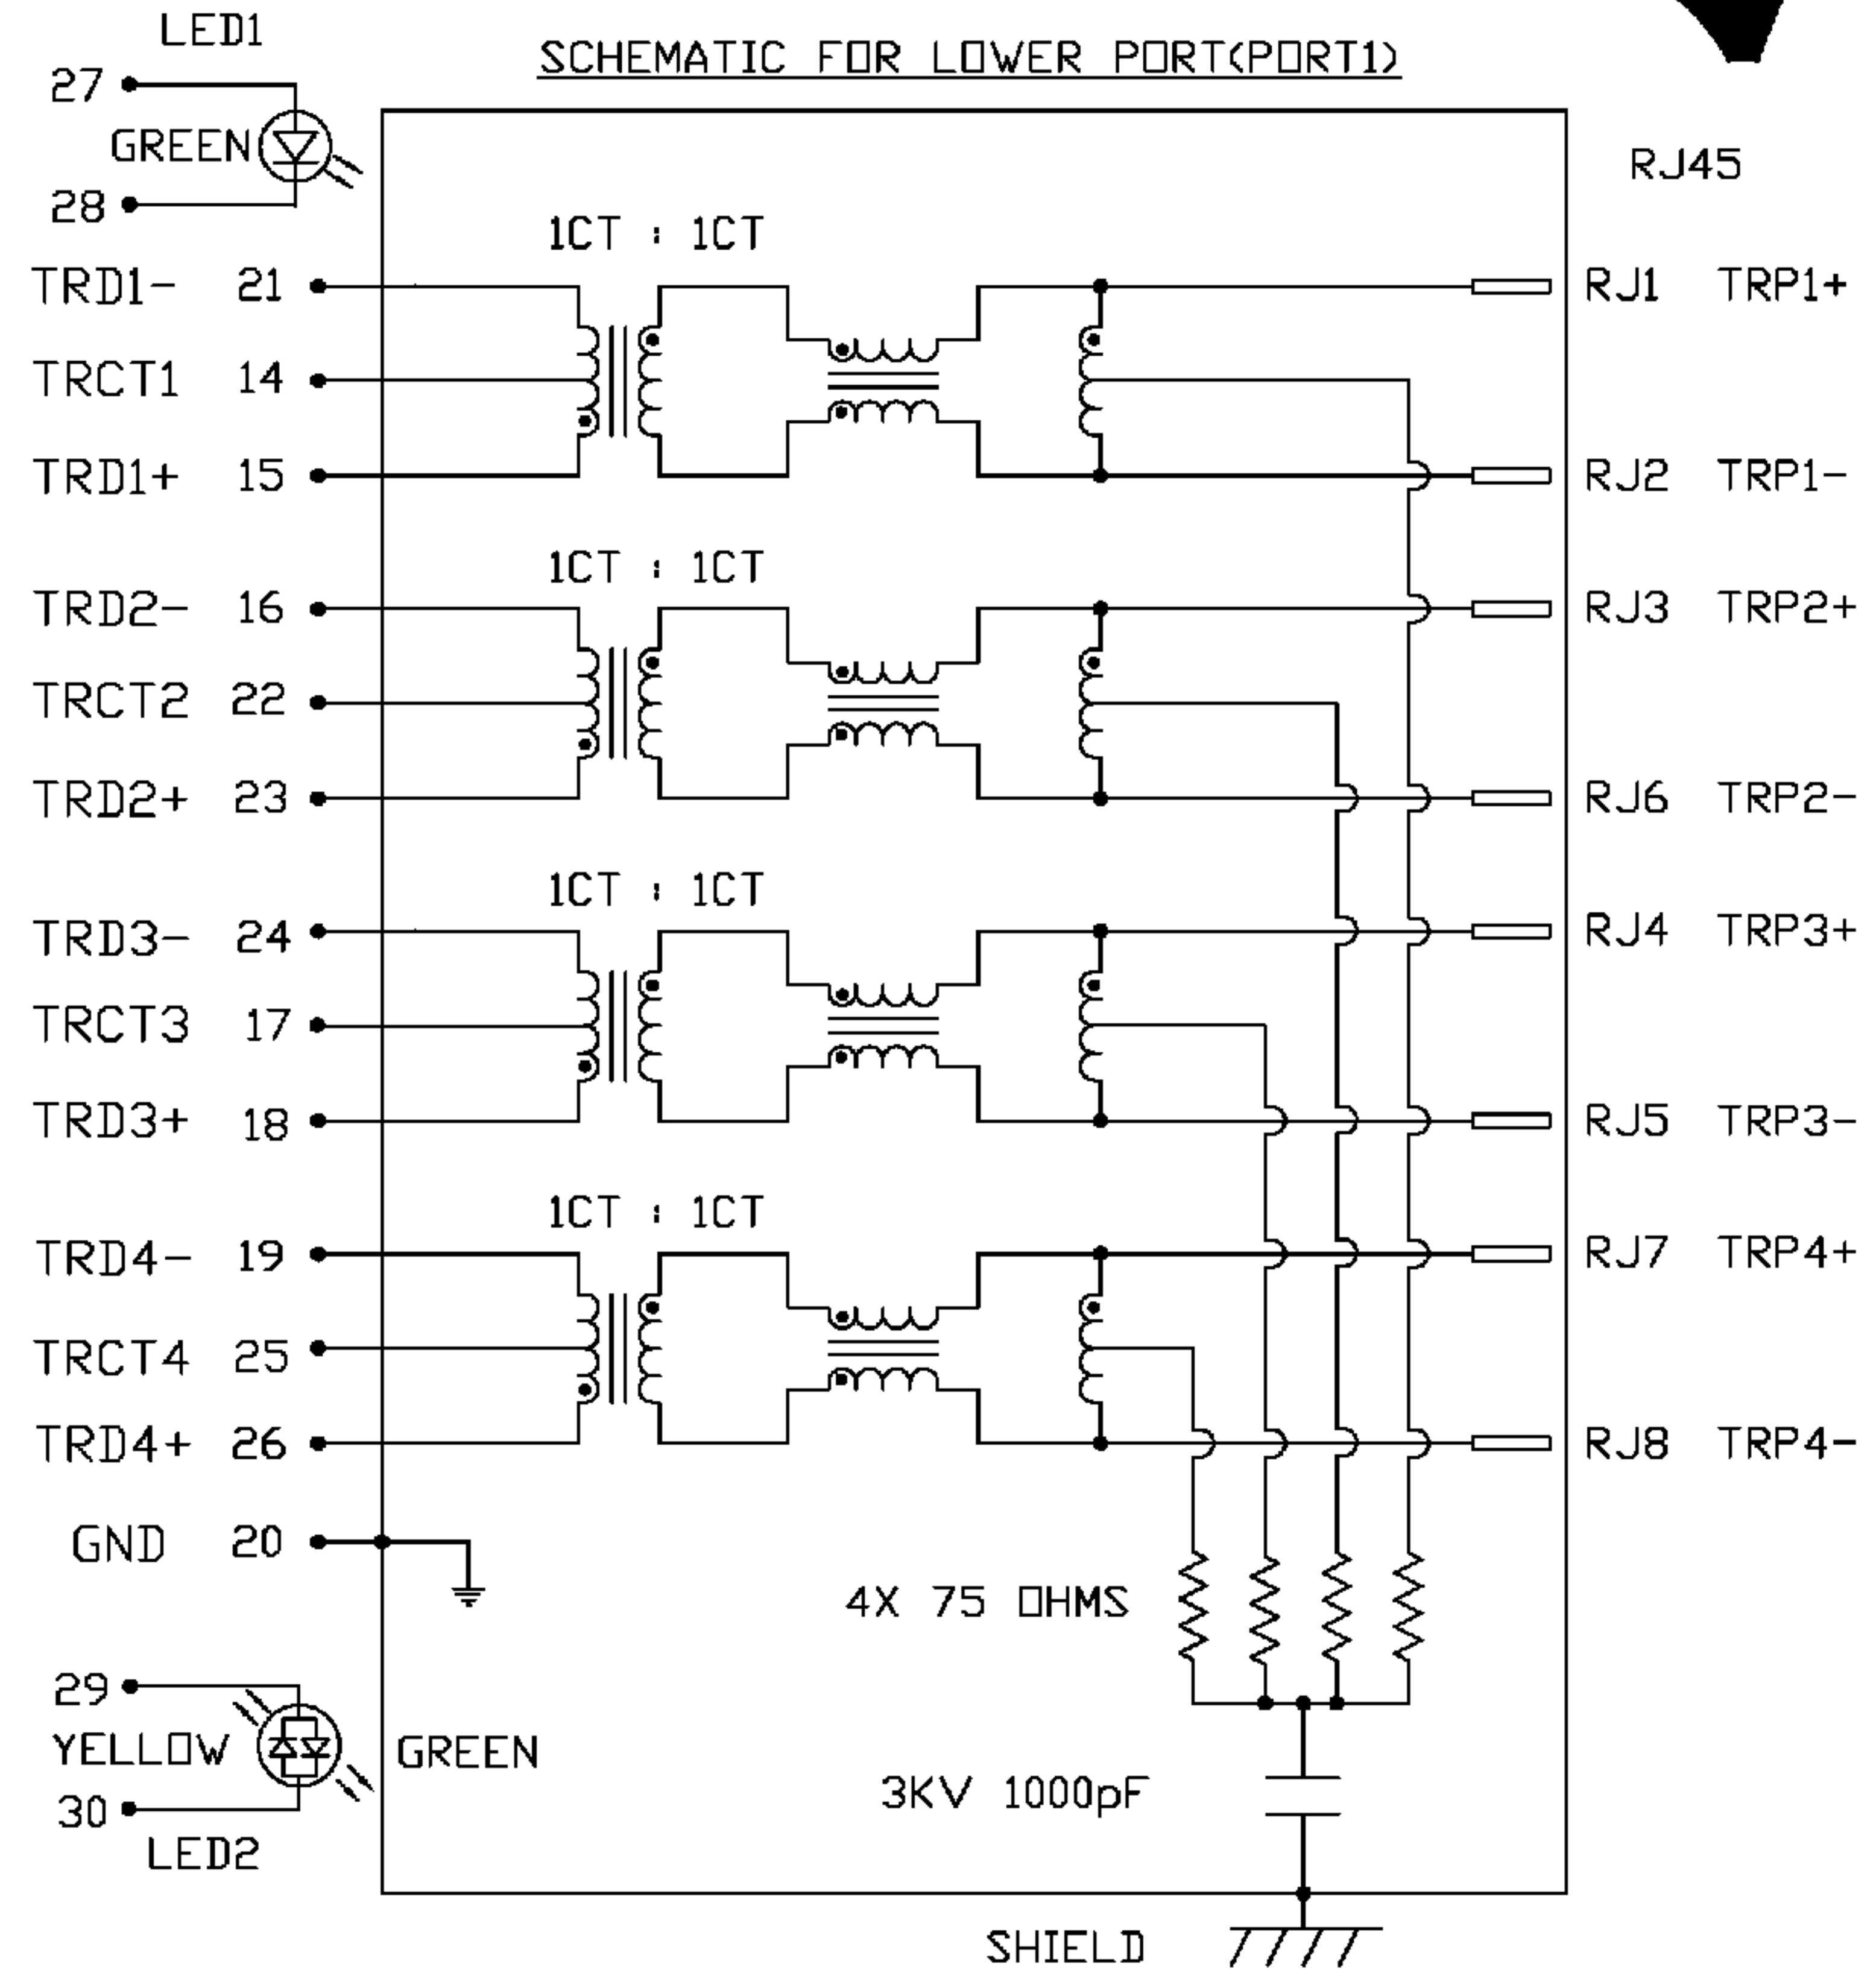 LED1
SCHEMATIC FOR LOWER PORT(PORT1)
27
GREEN
RJ45
28
1CT : 1CT
TRD1- 21 RJ1 TRP1+
TRCT1 14
TRD1+ 15 RJ2 TRP1-
1CT : 1CT
TRD2- 16 RJ3 TRP2+
TRCT2 22
TRD2+ 23 RJ6 TRP2-
1CT : 1CT
TRD3- 24 RJ4 TRP3+
TRCT3 17
TRD3+ 18 RJ5 TRP3-
1CT : 1CT
TRD4- 19 RJ7 TRP4+
TRCT4 25
TRD4+ 26 RJ8 TRP4-
GND 20
4X 75 OHMS
29
YELLOW GREEN
3KV 1000pF
30
LED2
SHIELD